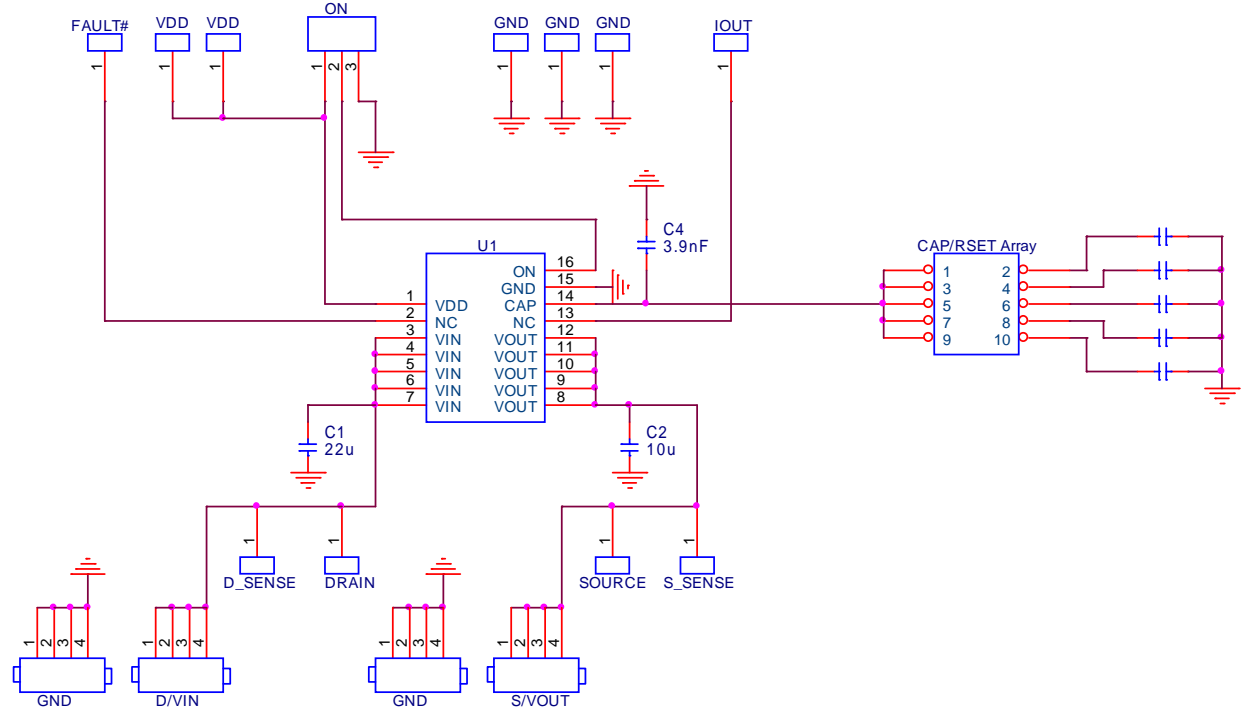 ON
FAULT#
VDD
VDD
GND
GND
GND
IOUT
1
1
1
1
2
3
1
1
1
1
C4
3.9nF
U1
CAP/RSET Array
1
VDD
ON
16
2
NC
GND
15
3
VIN
CAP
14
4
VIN
NC
13
5
VIN
VOUT
12
6
VIN
VOUT
11
7
VIN
VOUT
10
VOUT
9
VOUT
8
1
2
3
4
5
6
7
8
9
10
C1
22u
C2
10u
1
1
1
1
D_SENSE
DRAIN
SOURCE
S_SENSE
1
2
3
4
1
2
3
4
1
2
3
4
1
2
3
4
GND
D/VIN
GND
S/VOUT